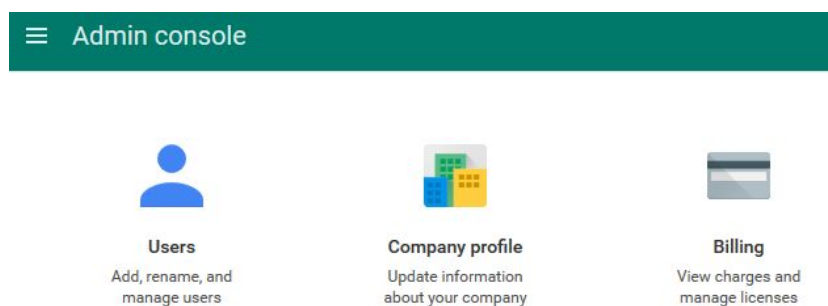 Admin console
Users
Add, rename, and
manage users
Company profile
Update information
about your company
Billing
View charges and
manage licenses